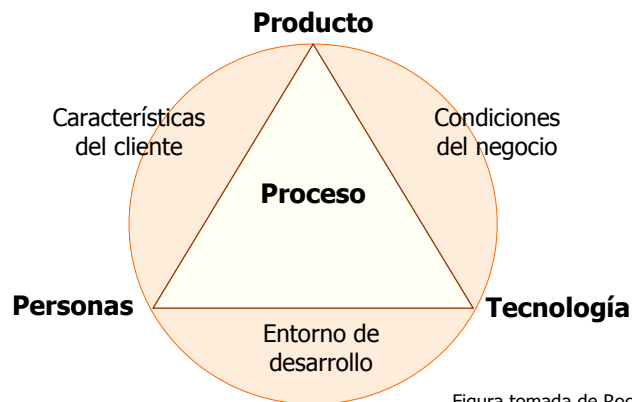 Producto
Características
del cliente
Condiciones
del negocio
Proceso
Personas
Tecnología
Entorno de
desarrollo
Figura tomada de